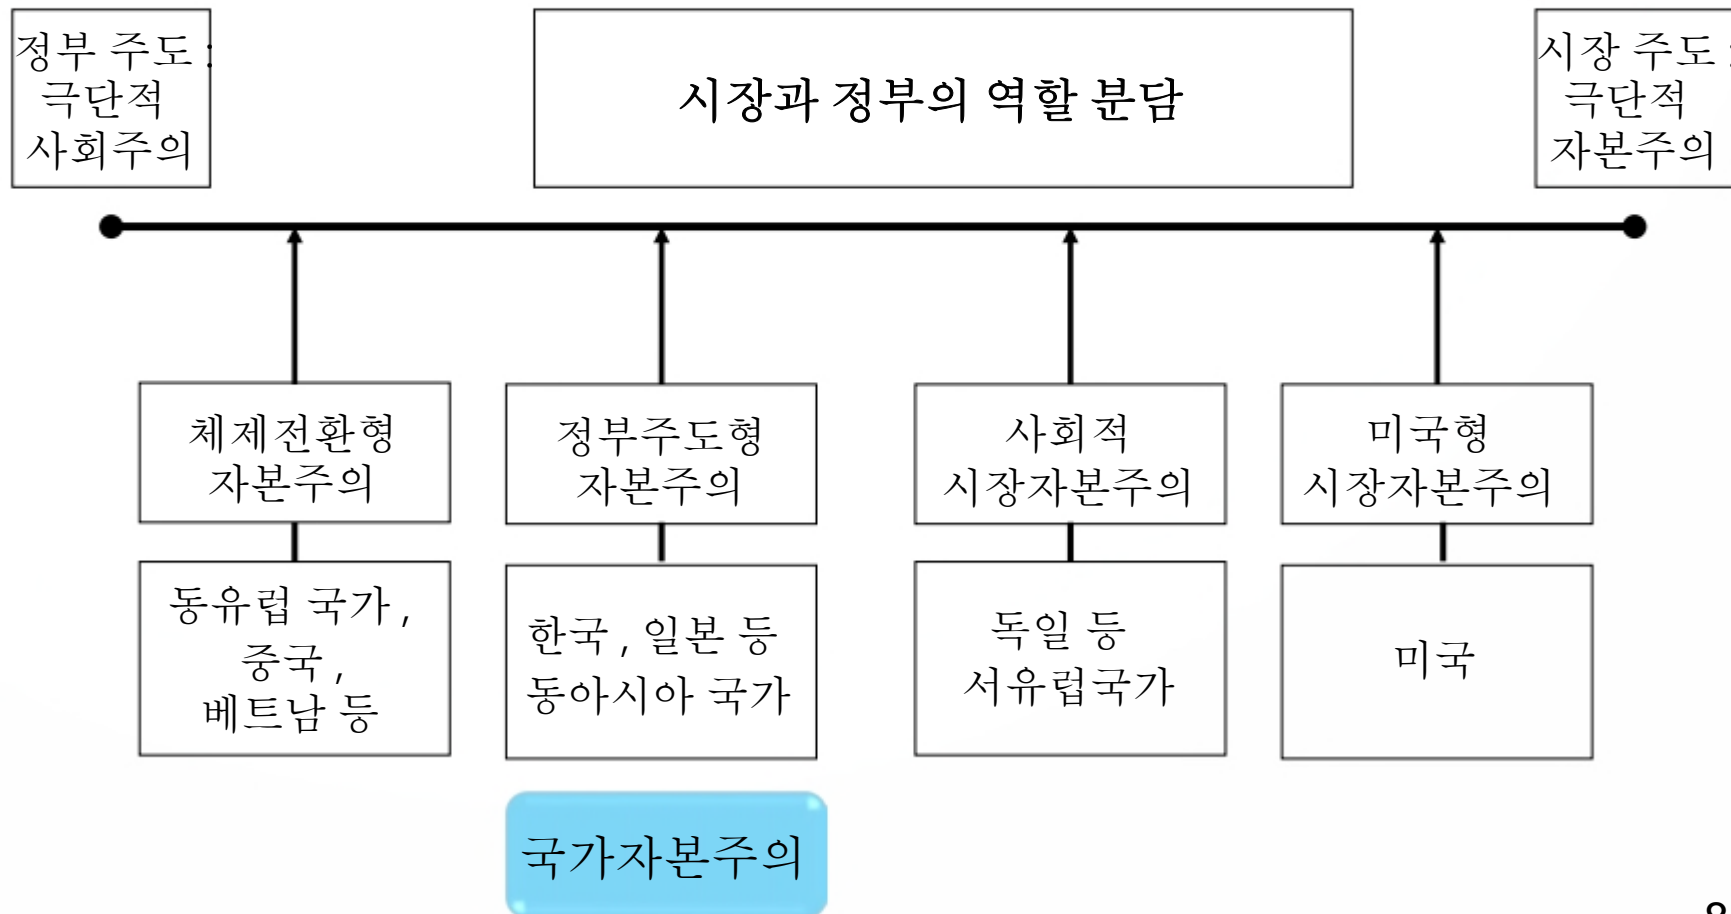 정부 주도 :
극단적
사회주의
시장과 정부의 역할 분담
시장 주도 :
극단적
자본주의
체제전환형
자본주의
정부주도형
자본주의
사회적
시장자본주의
미국형
시장자본주의
동유럽 국가 ,
중국 ,
베트남 등
한국 , 일본 등
동아시아 국가
독일 등
서유럽국가
미국
국가자본주의